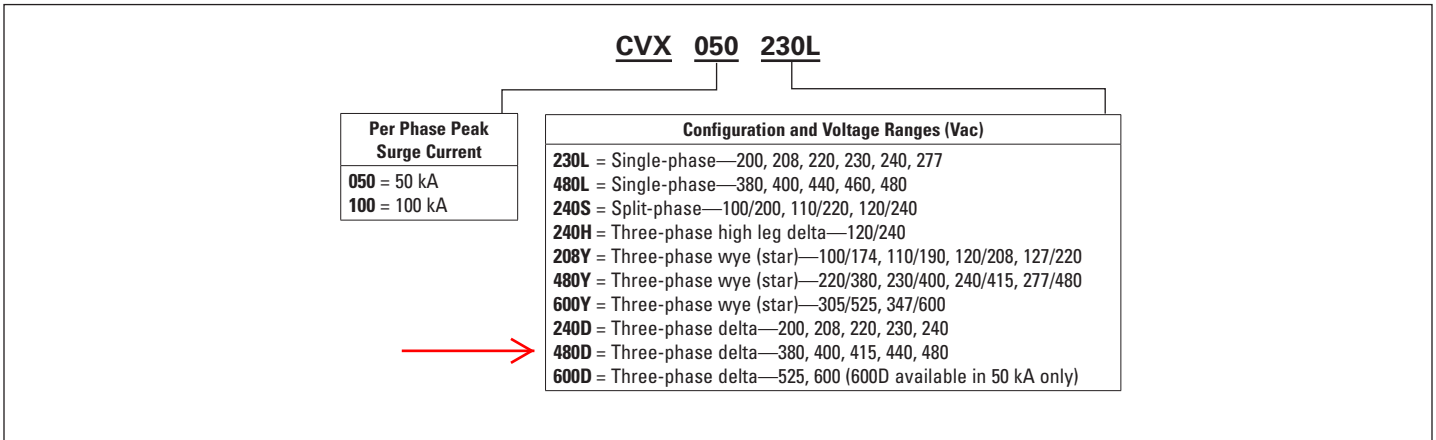 CVX 050 230L
Per Phase Peak
Surge Current
050 = 50 kA
100 = 100 kA
Configuration and Voltage Ranges (Vac)
230L = Single-phase—200, 208, 220, 230, 240, 277
480L = Single-phase—380, 400, 440, 460, 480
240S = Split-phase—100/200, 110/220, 120/240
240H = Three-phase high leg delta—120/240
208Y = Three-phase wye (star)—100/174, 110/190, 120/208, 127/220
480Y = Three-phase wye (star)—220/380, 230/400, 240/415, 277/480
600Y = Three-phase wye (star)—305/525, 347/600
240D = Three-phase delta—200, 208, 220, 230, 240
480D = Three-phase delta—380, 400, 415, 440, 480
600D = Three-phase delta—525, 600 (600D available in 50 kA only)